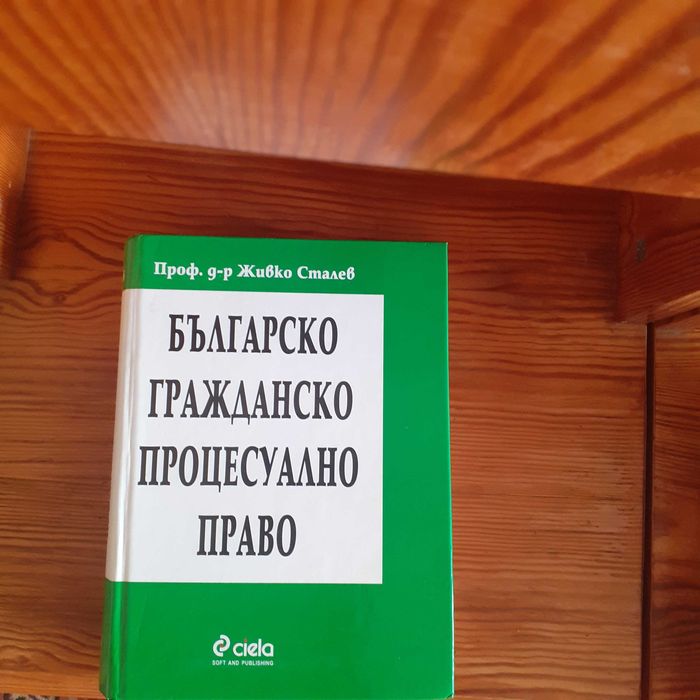 Проф. д-р Живко Сталев
БЪЛГАРСКО
ГРАЖДАНСКО
ПРОЦЕСУАЛНО
ПРАВО
ciela
SOFT AND PUBLISHING